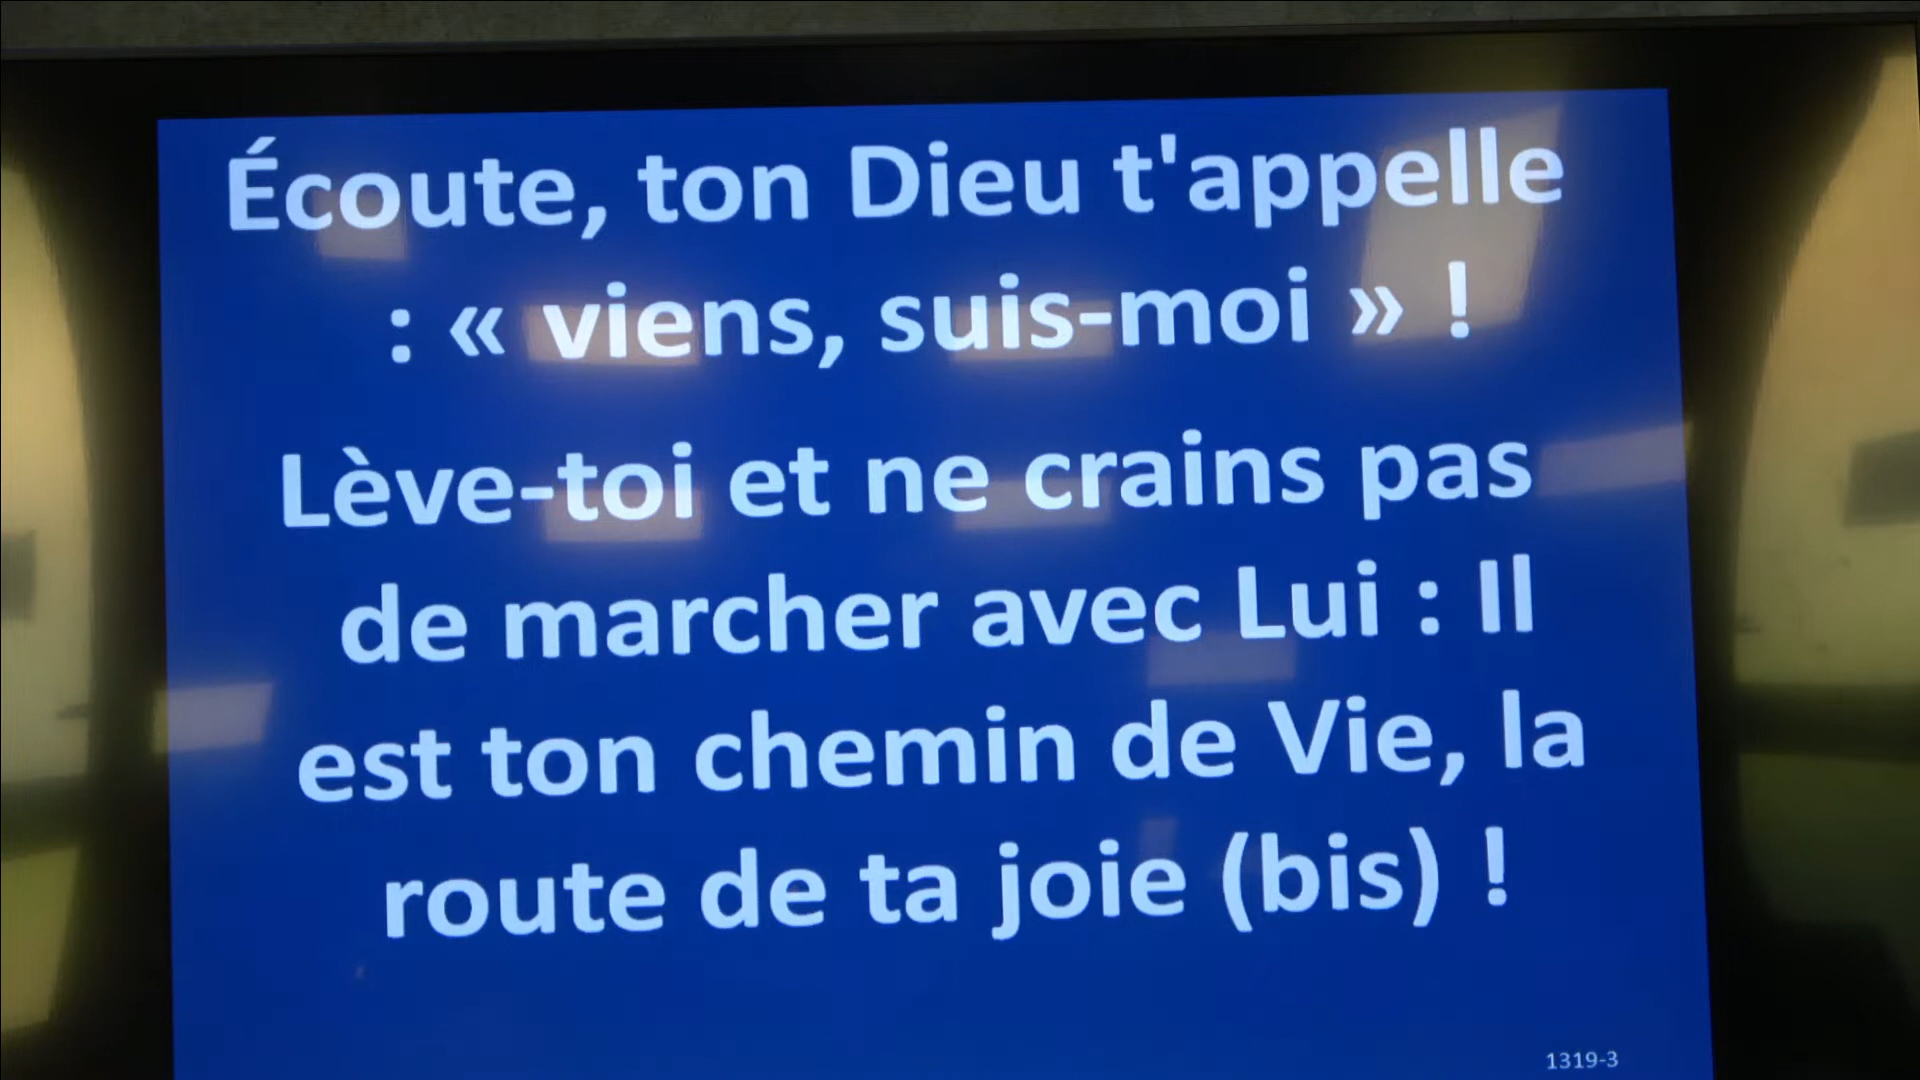 Écoute, ton Dieu t'appelle
: « viens, suis-moi » !
Lève-toi et ne crains pas
de marcher avec Lui : Il
est ton chemin de Vie, la
route de ta joie (bis) !
1319-3